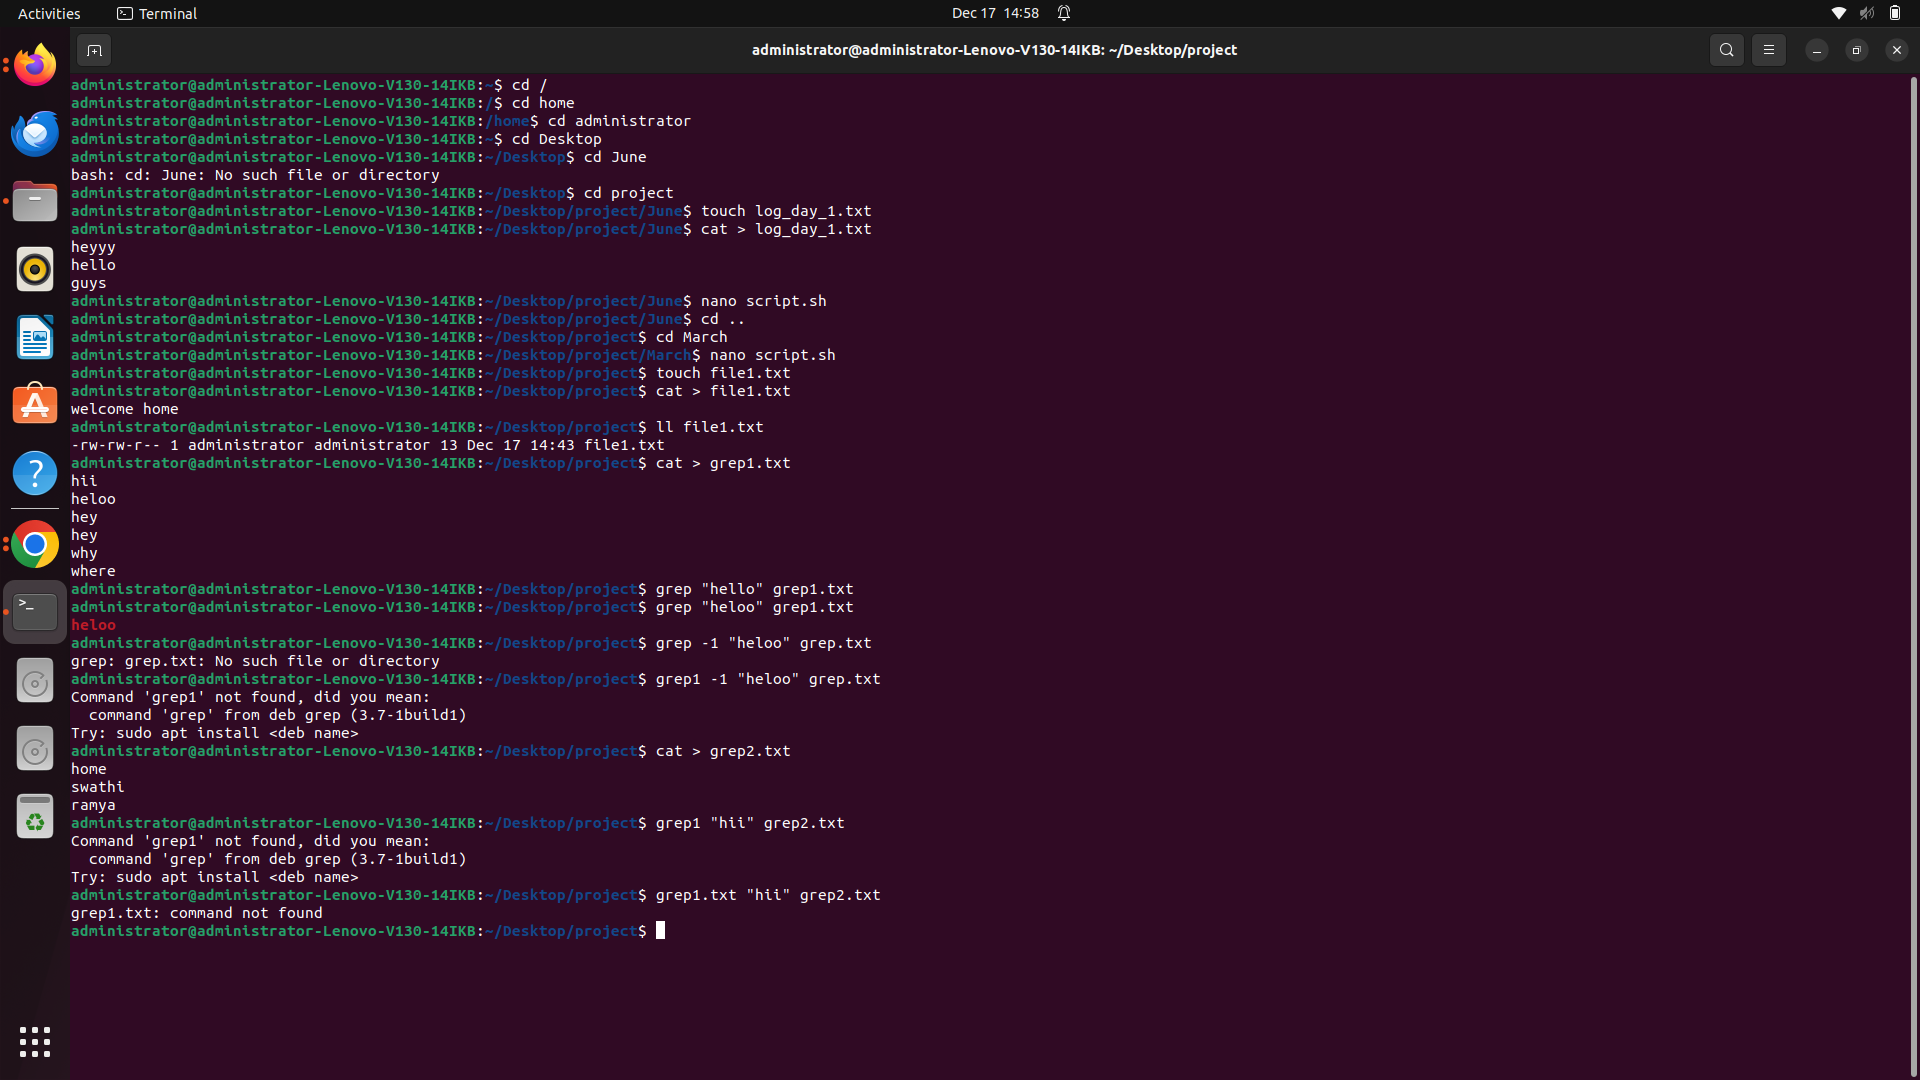 Activities
Terminal
Dec 17 14:58
administrator@administrator-Lenovo-V130-14IKB: ~/Desktop/project
administrator@administrator-Lenovo-V130-14IKB:~$ cd /
administrator@administrator-Lenovo-V130-14IKB:/$ cd home
administrator@administrator-Lenovo-V130-14IKB:/home$ cd administrator
administrator@administrator-Lenovo-V130-14IKB:~$ cd Desktop
administrator@administrator-Lenovo-V130-14IKB:~/Desktop$ cd June
bash: cd: June: No such file or directory
administrator@administrator-Lenovo-V130-14IKB:~/Desktop$ cd project
administrator@administrator-Lenovo-V130-14IKB:~/Desktop/project/June$ touch log_day_1.txt
administrator@administrator-Lenovo-V130-14IKB:~/Desktop/project/June$ cat > log_day_1.txt
heyyy
hello
guys
administrator@administrator-Lenovo-V130-14IKB:~/Desktop/project/June$ nano script.sh
administrator@administrator-Lenovo-V130-14IKB:~/Desktop/project/June$ cd ..
administrator@administrator-Lenovo-V130-14IKB:~/Desktop/project$ cd March
administrator@administrator-Lenovo-V130-14IKB:~/Desktop/project/March$ nano script.sh
administrator@administrator-Lenovo-V130-14IKB:~/Desktop/project$ touch file1.txt
administrator@administrator-Lenovo-V130-14IKB:~/Desktop/project$ cat > file1.txt
welcome home
administrator@administrator-Lenovo-V130-14IKB:~/Desktop/project$ ll file1.txt
-rw-rw-r-- 1 administrator administrator 13 Dec 17 14:43 file1.txt
administrator@administrator-Lenovo-V130-14IKB:~/Desktop/project$ cat > grep1.txt
hii
heloo
hey
hey
why
where
administrator@administrator-Lenovo-V130-14IKB:~/Desktop/project$ grep "hello" grep1.txt
administrator@administrator-Lenovo-V130-14IKB:~/Desktop/project$ grep "heloo" grep1.txt
heloo
administrator@administrator-Lenovo-V130-14IKB:~/Desktop/project$ grep -1 "heloo" grep.txt
grep: grep.txt: No such file or directory
administrator@administrator-Lenovo-V130-14IKB:~/Desktop/project$ grep1 -1 "heloo" grep.txt
Command 'grep1' not found, did you mean:
  command 'grep' from deb grep (3.7-1build1)
Try: sudo apt install <deb name>
administrator@administrator-Lenovo-V130-14IKB:~/Desktop/project$ cat > grep2.txt
home
swathi
ramya
administrator@administrator-Lenovo-V130-14IKB:~/Desktop/project$ grep1 "hii" grep2.txt
Command 'grep1' not found, did you mean:
  command 'grep' from deb grep (3.7-1build1)
Try: sudo apt install <deb name>
administrator@administrator-Lenovo-V130-14IKB:~/Desktop/project$ grep1.txt "hii" grep2.txt
grep1.txt: command not found
administrator@administrator-Lenovo-V130-14IKB:~/Desktop/project$